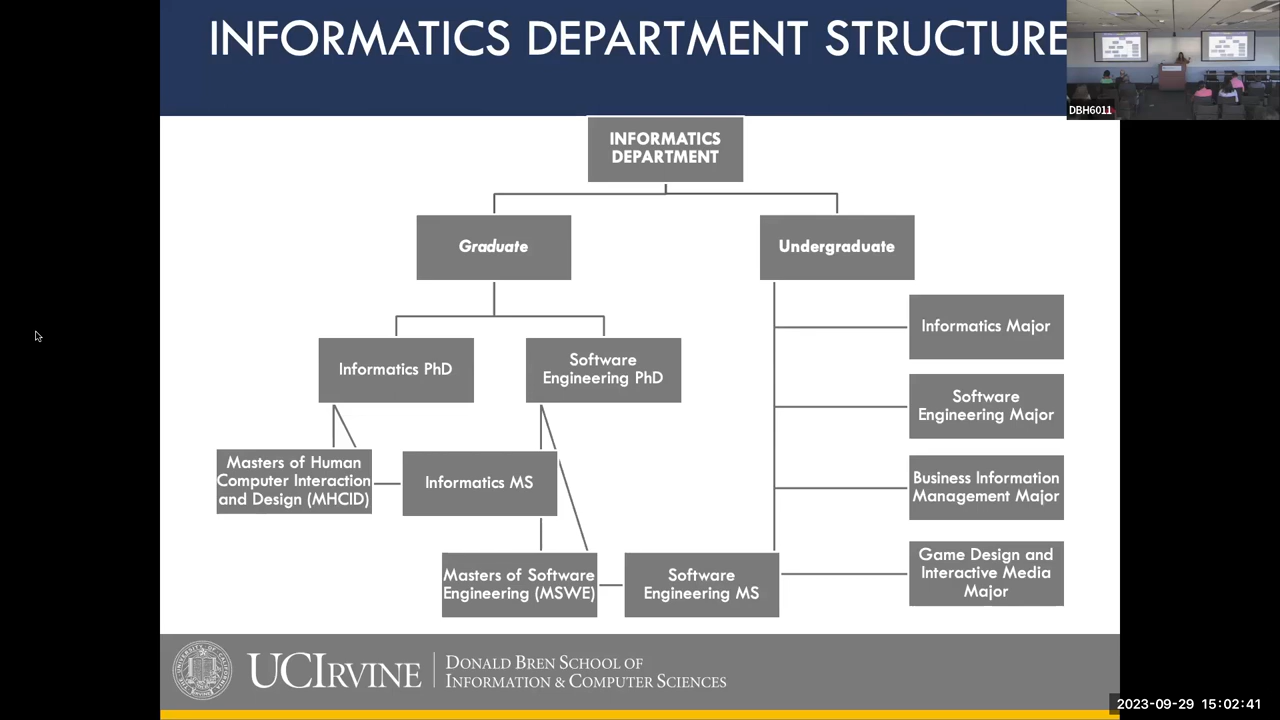 INFORMATICS DEPARTMENT STRUCTURE
DBH6011
INFORMATICS
DEPARTMENT
Graduate
Undergraduate
Informatics PhD
Software
Engineering PhD
Masters of Human
Computer Interaction
and Design (MHCID)
Informatics MS
Masters of Software
Engineering (MSWE)
Software
Engineering MS
Informatics Major
Software
Engineering Major
Business Information
Management Major
Game Design and
Interactive Media
Major
UCIRVINE
DONALD BREN SCHOOL OF
INFORMATION & COMPUTER SCIENCES
2023-09-29 15:02:41